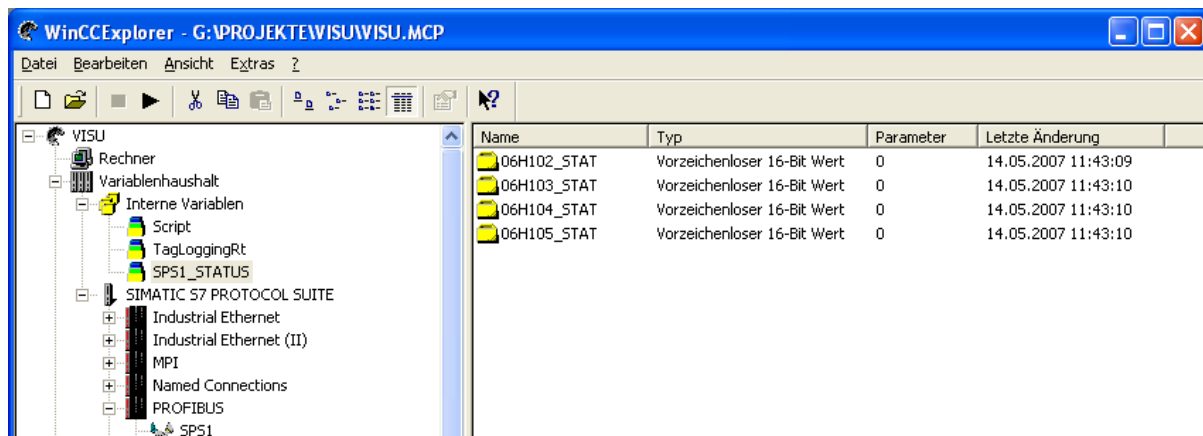 WinCCExplorer - G:\PROJEKTE\VISU\VISU.MCP
Datei Bearbeiten Ansicht Extras ?
VISU
Rechner
Variablenhaushalt
Interne Variablen
Script
TagLoggingRt
SPS1_STATUS
SIMATIC S7 PROTOCOL SUITE
Industrial Ethernet
Industrial Ethernet (II)
MPI
Named Connections
PROFIBUS
SPS1
Name Typ Parameter Letzte Änderung
06H102_STAT Vorzeichenloser 16-Bit Wert 0 14.05.2007 11:43:09
06H103_STAT Vorzeichenloser 16-Bit Wert 0 14.05.2007 11:43:10
06H104_STAT Vorzeichenloser 16-Bit Wert 0 14.05.2007 11:43:10
06H105_STAT Vorzeichenloser 16-Bit Wert 0 14.05.2007 11:43:10